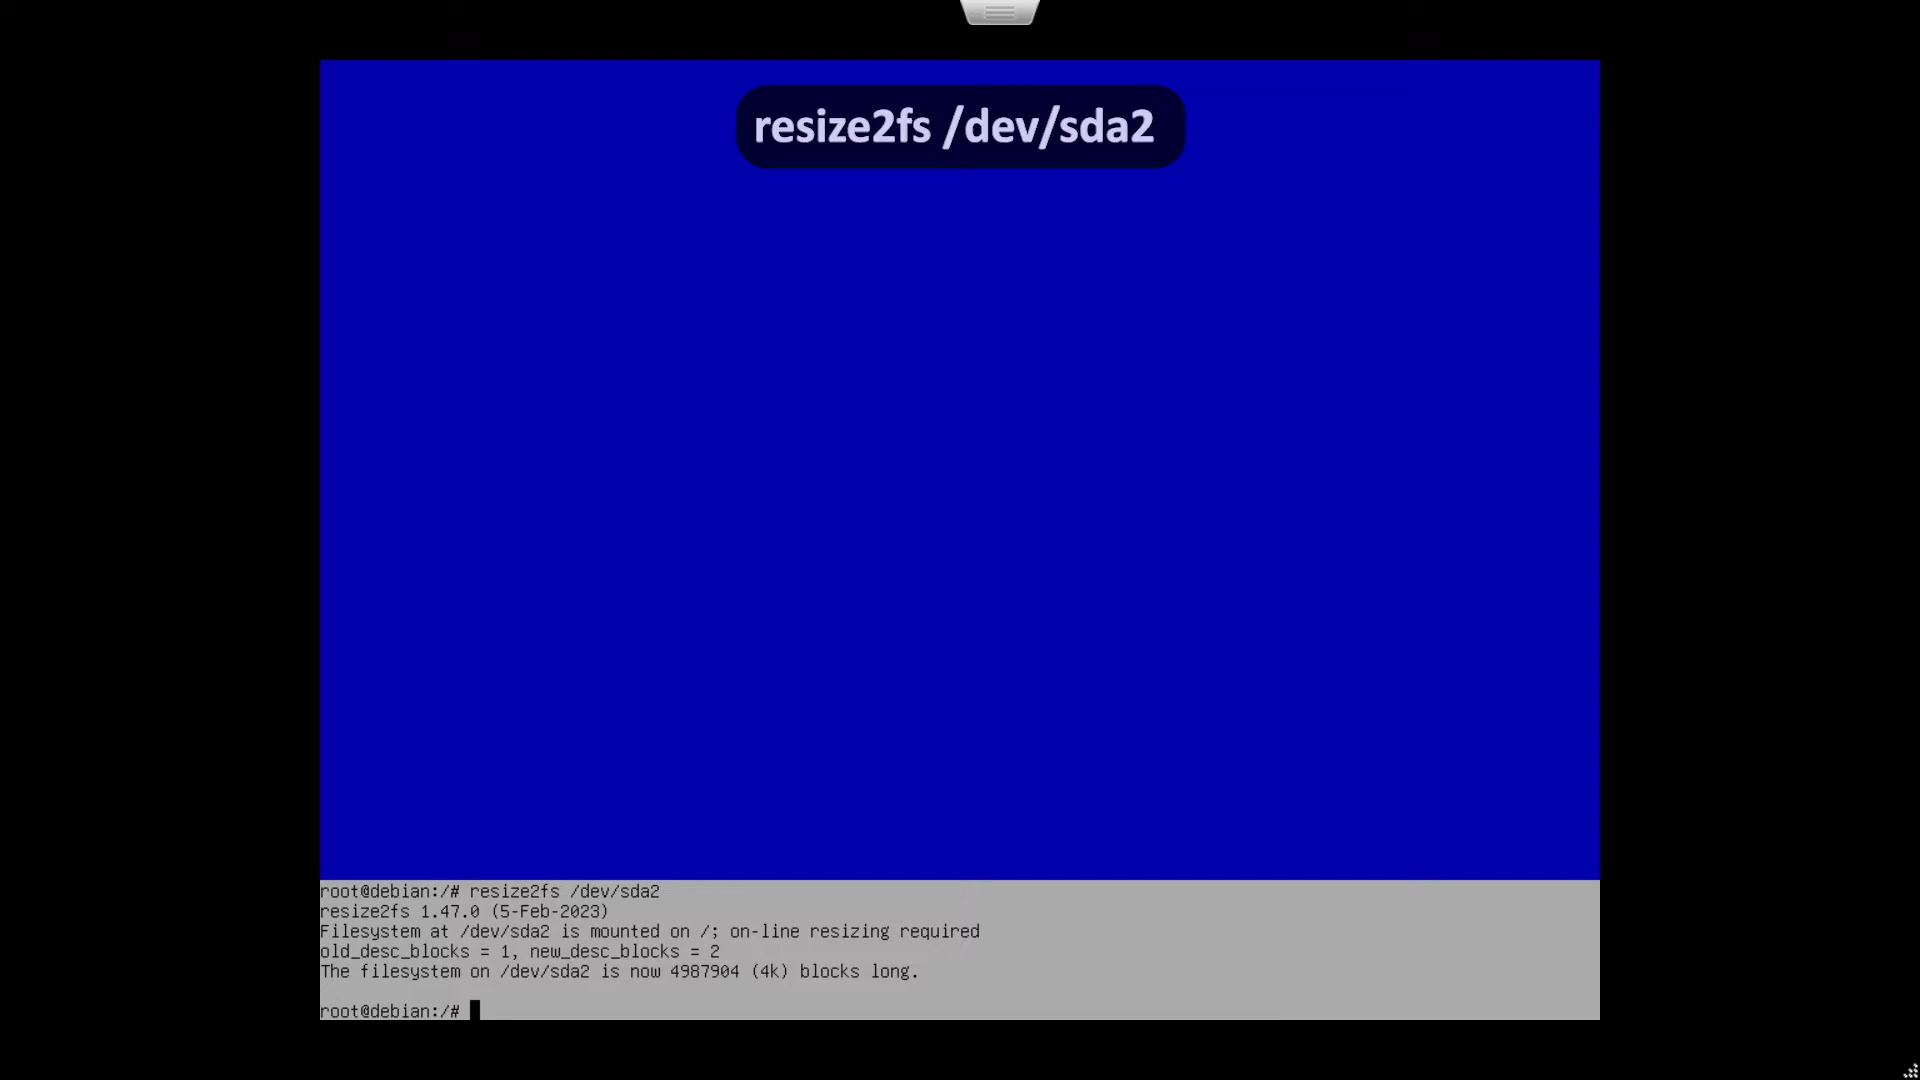 resize2fs /dev/sda2
root@debian:/# resize2fs /dev/sda2
resize2fs 1.47.0 (5-Feb-2023)
Filesystem at /dev/sda2 is mounted on /; on-line resizing required
old_desc_blocks = 1, new_desc_blocks = 2
The filesystem on /dev/sda2 is now 4987904 (4k) blocks long.
root@debian:/#